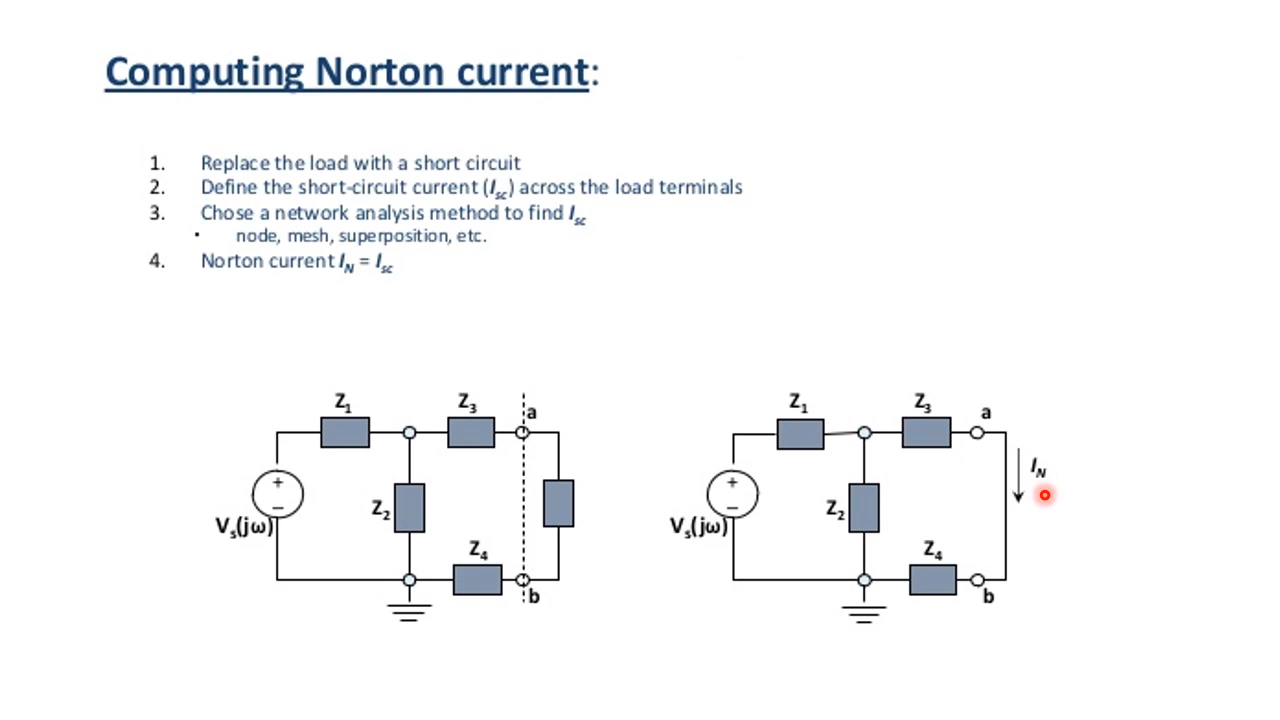 Computing Norton current:
1. Replace the load with a short circuit
2. Define the short-circuit current (Isc) across the load terminals
3. Chose a network analysis method to find Isc
• node, mesh, superposition, etc.
4. Norton current IN = Isc
Z1 Z3 a
+
−
Vs(jω)
Z2
Z4
b
Z1 Z3 a
IN
+
−
Vs(jω)
Z2
Z4
b